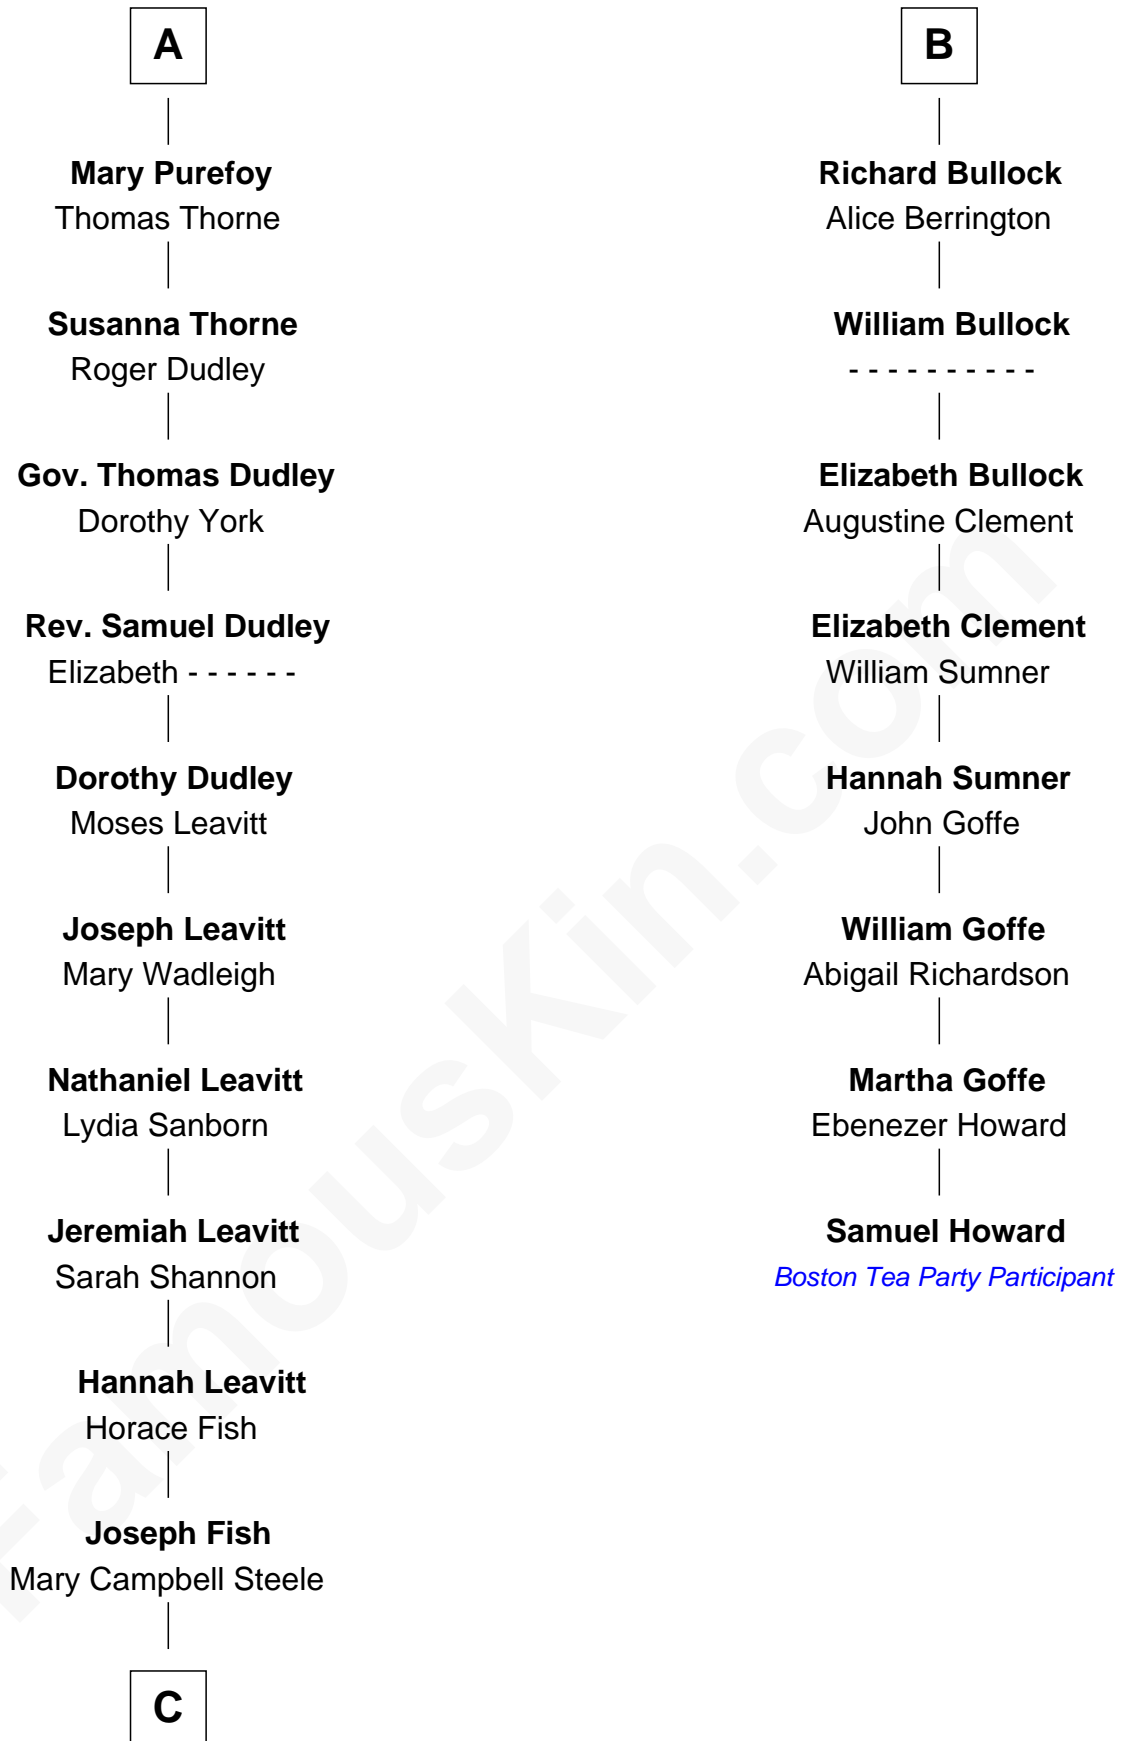 A
Mary Purefoy
Thomas Thorne
Susanna Thorne
Roger Dudley
Gov. Thomas Dudley
Dorothy York
Rev. Samuel Dudley
Elizabeth - - - - - -
Dorothy Dudley
Moses Leavitt
Joseph Leavitt
Mary Wadleigh
Nathaniel Leavitt
Lydia Sanborn
Jeremiah Leavitt
Sarah Shannon
Hannah Leavitt
Horace Fish
Joseph Fish
Mary Campbell Steele
C
B
Richard Bullock
Alice Berrington
William Bullock
- - - - - - - - - -
Elizabeth Bullock
Augustine Clement
Elizabeth Clement
William Sumner
Hannah Sumner
John Goffe
William Goffe
Abigail Richardson
Martha Goffe
Ebenezer Howard
Samuel Howard
Boston Tea Party Participant
FamousKin.com